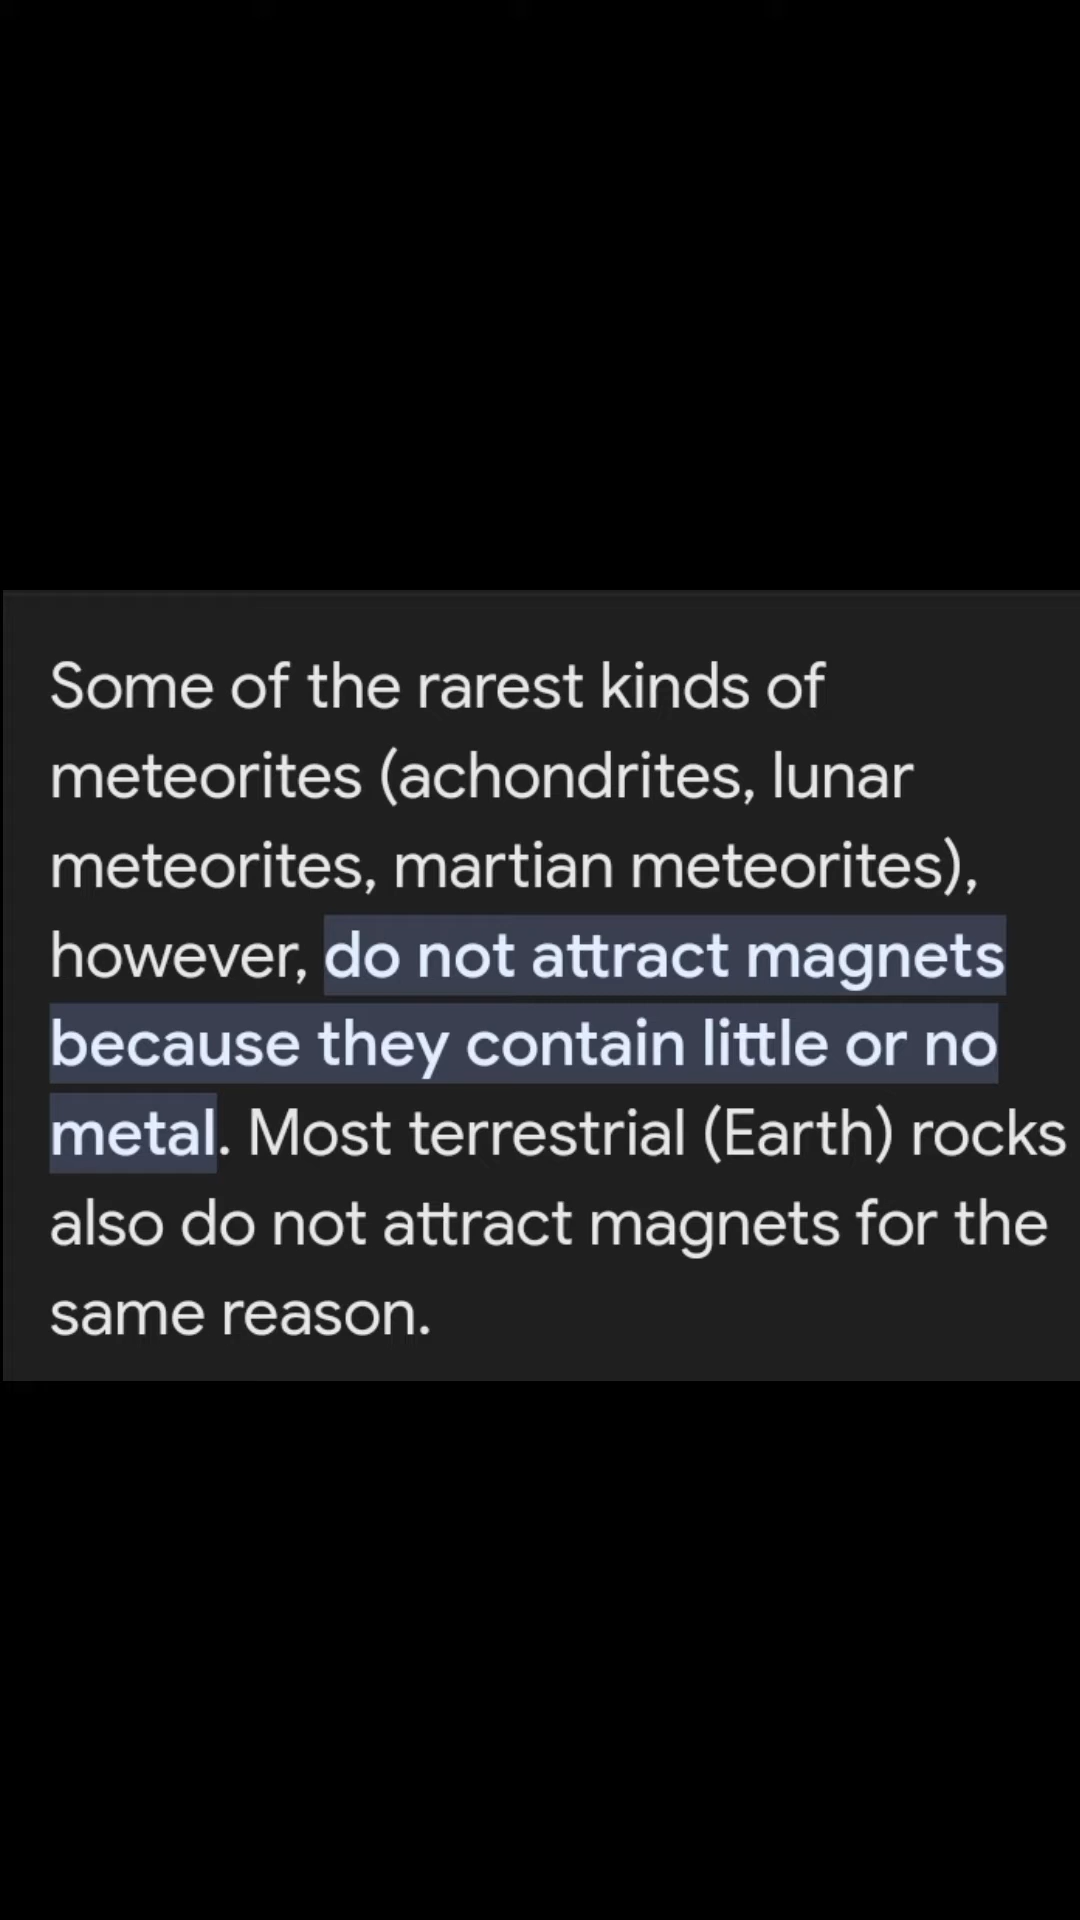 Some of the rarest kinds of
meteorites (achondrites, lunar
meteorites, martian meteorites),
however, do not attract magnets
because they contain little or no
metal. Most terrestrial (Earth) rocks
also do not attract magnets for the
same reason.